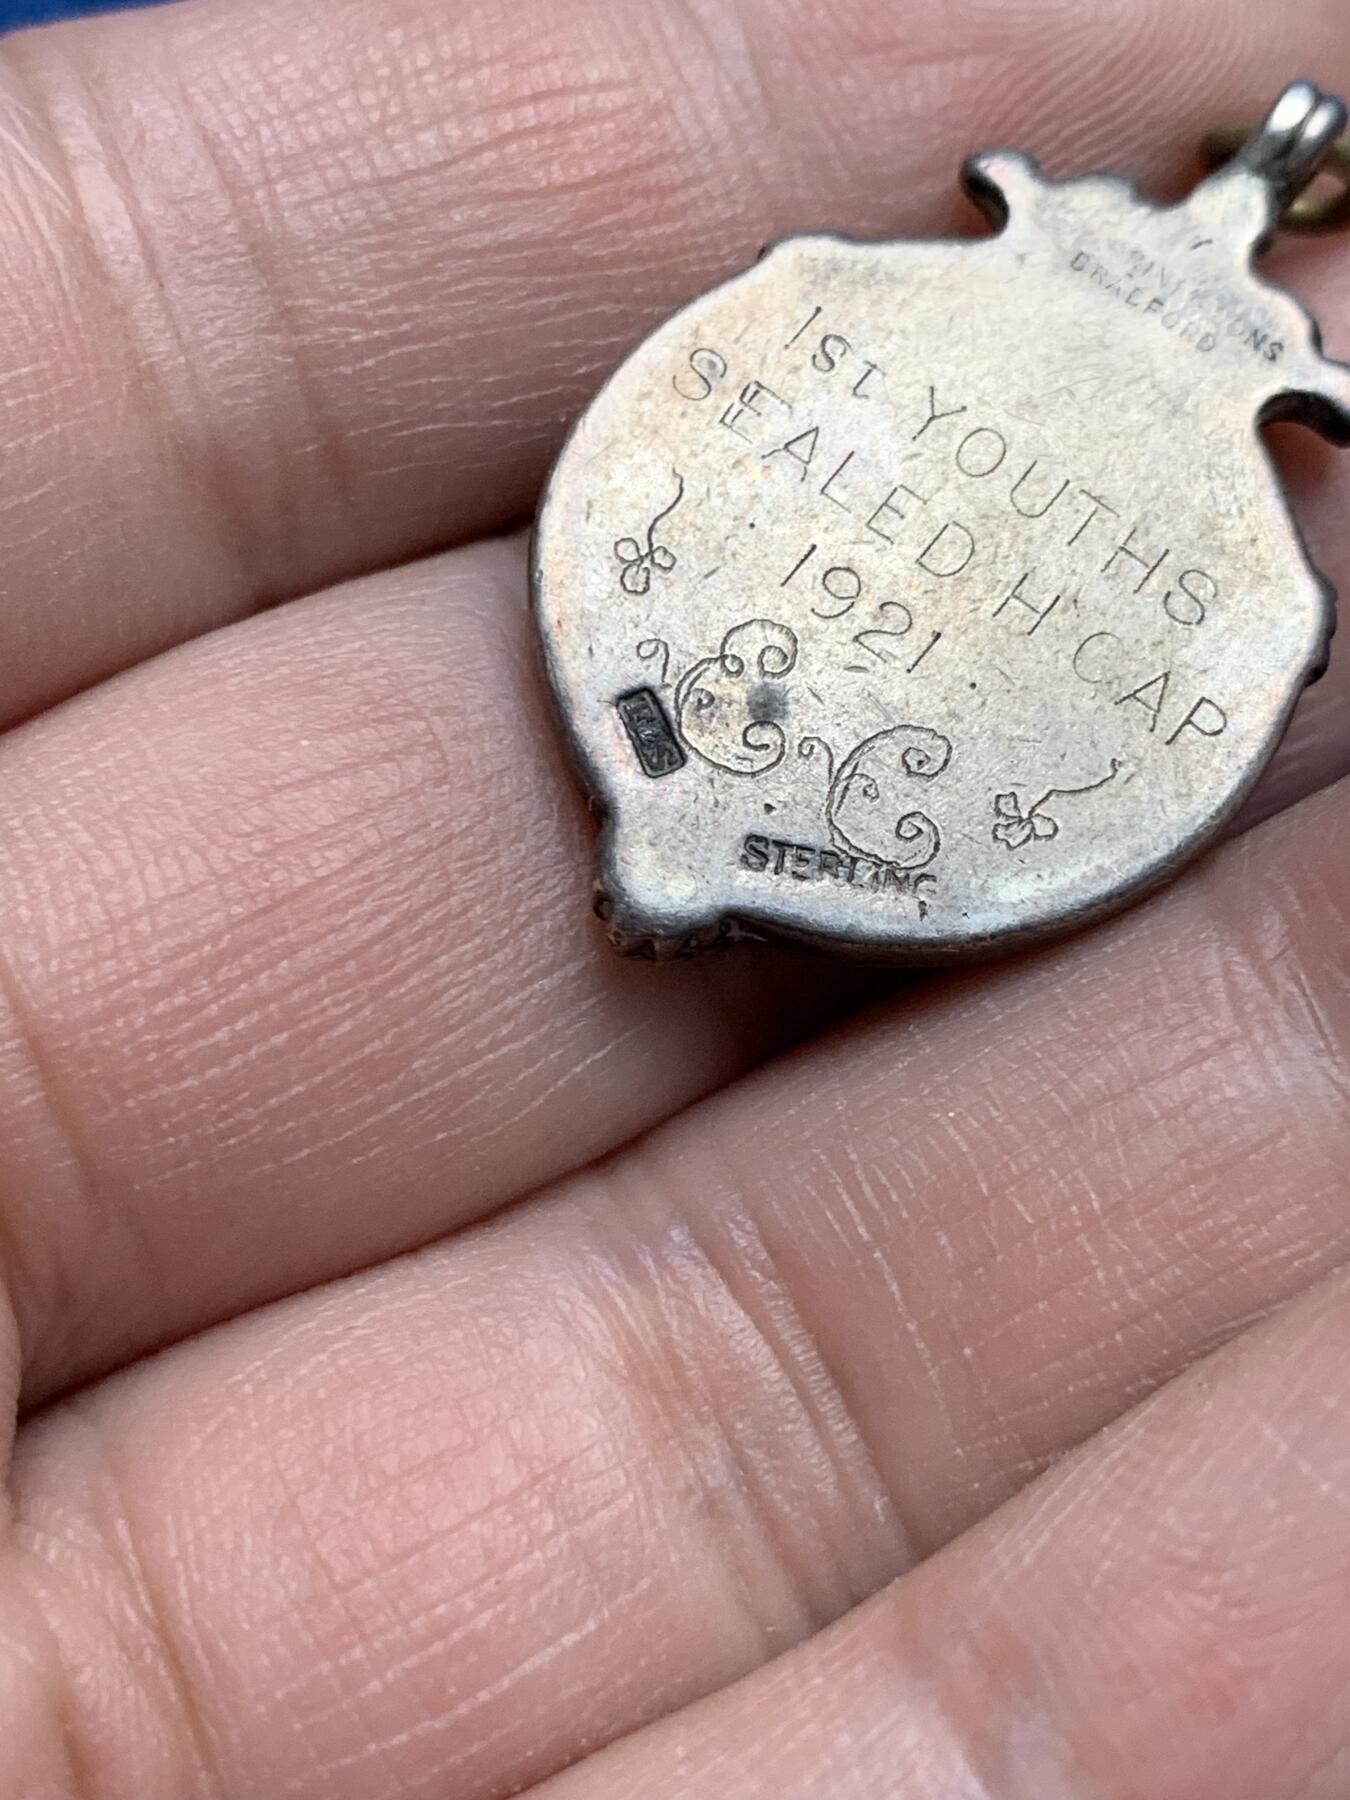 BRADFORD
1ST YOUTHS
SEALED H CAP
1921
STERLING